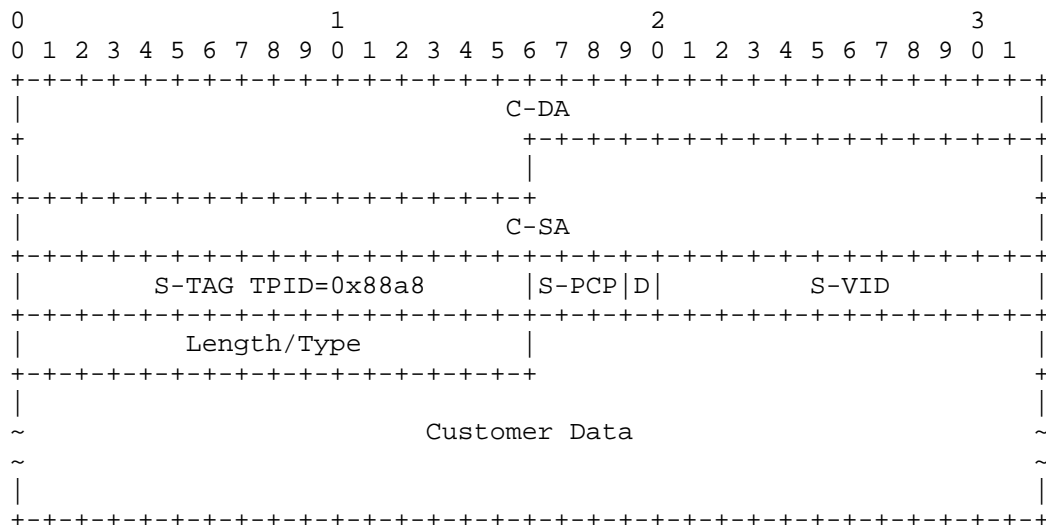 0                   1                   2                   3
0 1 2 3 4 5 6 7 8 9 0 1 2 3 4 5 6 7 8 9 0 1 2 3 4 5 6 7 8 9 0 1
+-+-+-+-+-+-+-+-+-+-+-+-+-+-+-+-+-+-+-+-+-+-+-+-+-+-+-+-+-+-+-+-+
|                              C-DA                             |
+                               +-+-+-+-+-+-+-+-+-+-+-+-+-+-+-+-+
|                               |                               |
+-+-+-+-+-+-+-+-+-+-+-+-+-+-+-+-+                               +
|                              C-SA                             |
+-+-+-+-+-+-+-+-+-+-+-+-+-+-+-+-+-+-+-+-+-+-+-+-+-+-+-+-+-+-+-+-+
|        S-TAG TPID=0x88a8      |S-PCP|D|         S-VID         |
+-+-+-+-+-+-+-+-+-+-+-+-+-+-+-+-+-+-+-+-+-+-+-+-+-+-+-+-+-+-+-+-+
|          Length/Type          |                               |
+-+-+-+-+-+-+-+-+-+-+-+-+-+-+-+-+                               +
|                                                               |
~                         Customer Data                         ~
~                                                               ~
|                                                               |
+-+-+-+-+-+-+-+-+-+-+-+-+-+-+-+-+-+-+-+-+-+-+-+-+-+-+-+-+-+-+-+-+